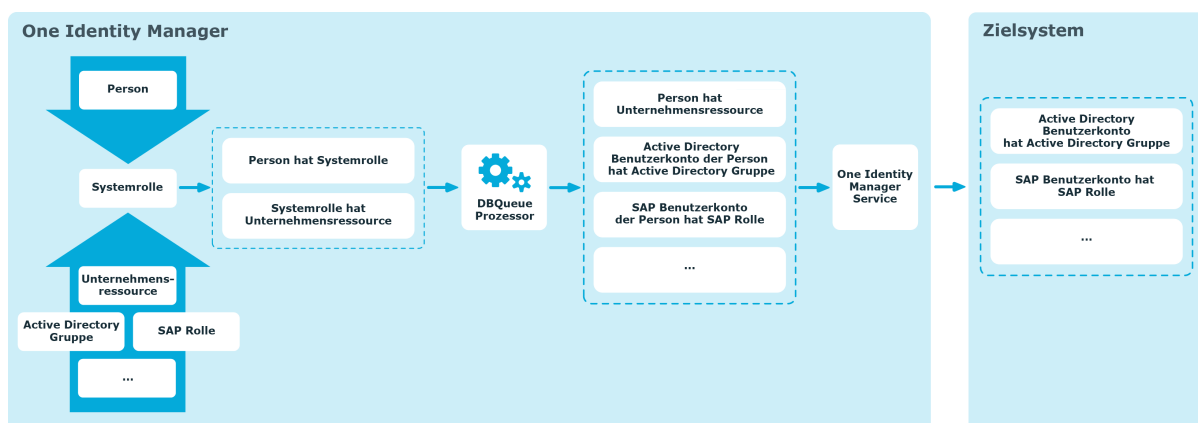 One Identity Manager
Person
Systemrolle
Unternehmens-
ressource
Active Directory
Gruppe
SAP Rolle
...
Person hat Systemrolle
Systemrolle hat
Unternehmensressource
DBQueue
Prozessor
Person hat
Unternehmensressource
Active Directory
Benutzerkonto der Person
hat Active Directory Gruppe
SAP Benutzerkonto
der Person hat SAP Rolle
...
One Identity
Manager
Service
Zielsystem
Active Directory
Benutzerkonto
hat Active Directory Gruppe
SAP Benutzerkonto hat
SAP Rolle
...